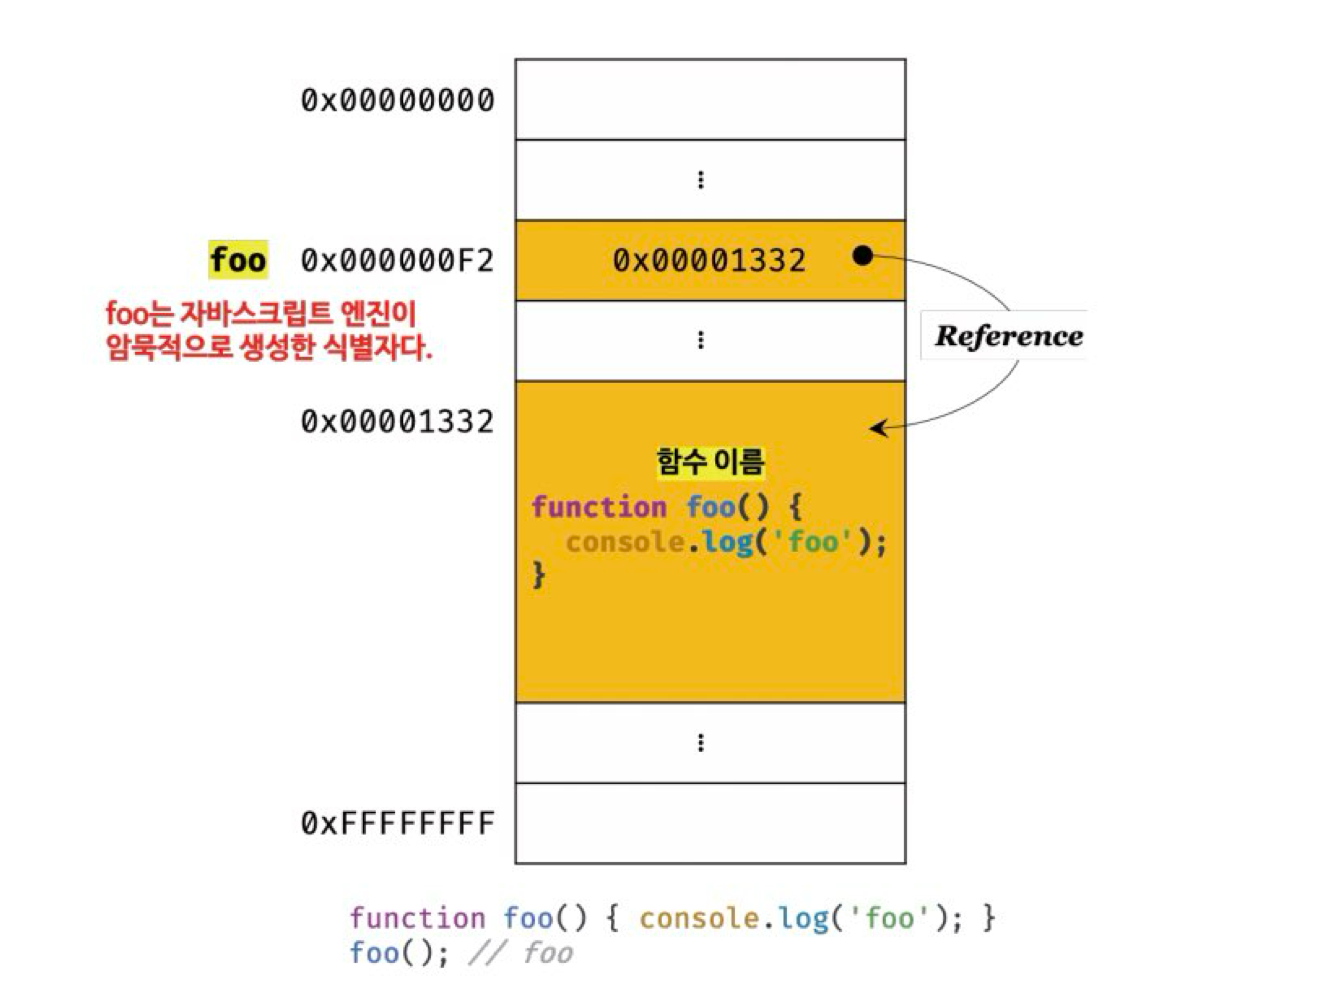 0x00000000
⋮
foo 0x000000F2 0x00001332
foo는 자바스크립트 엔진이
암묵적으로 생성한 식별자다.
⋮
Reference
0x00001332
함수 이름
function foo() {
  console.log('foo');
}
⋮
0xFFFFFFFF
function foo() { console.log('foo'); }
foo(); // foo